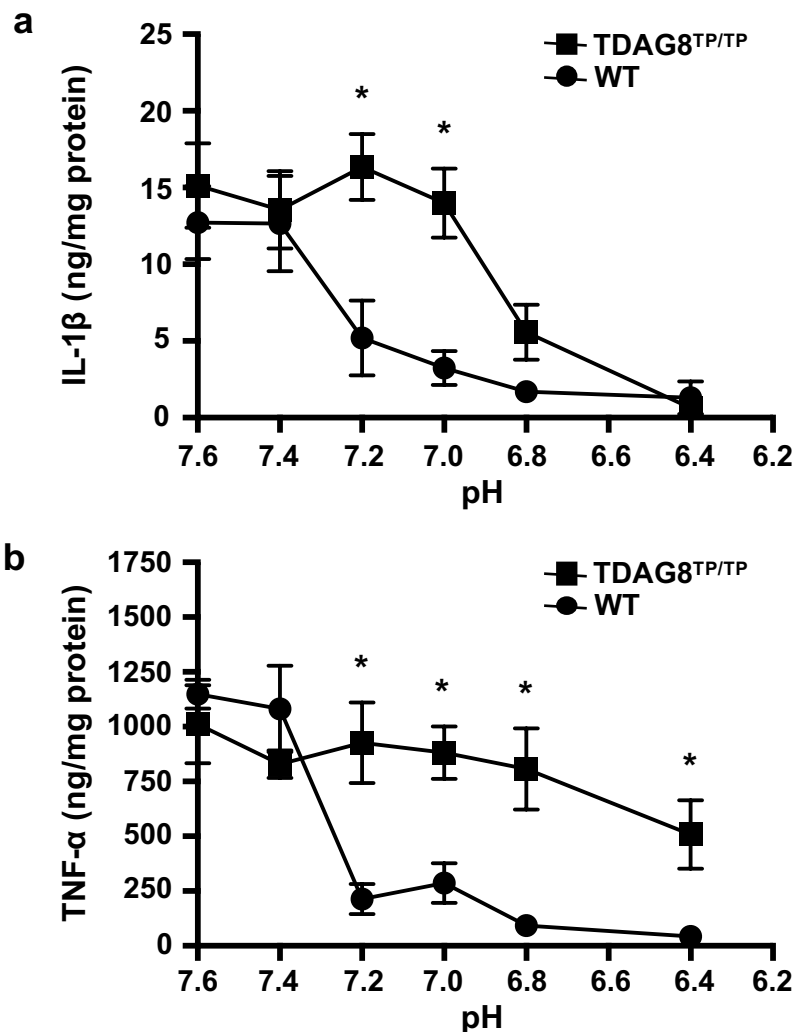 a
IL-1β (ng/mg protein)
25
20
15
10
5
0
TDAG8TP/TP
WT
*
*
7.6 7.4 7.2 7.0 6.8 6.6 6.4 6.2
pH
b
TNF-α (ng/mg protein)
1750
1500
1250
1000
750
500
250
0
TDAG8TP/TP
WT
*
*
*
*
7.6 7.4 7.2 7.0 6.8 6.6 6.4 6.2
pH